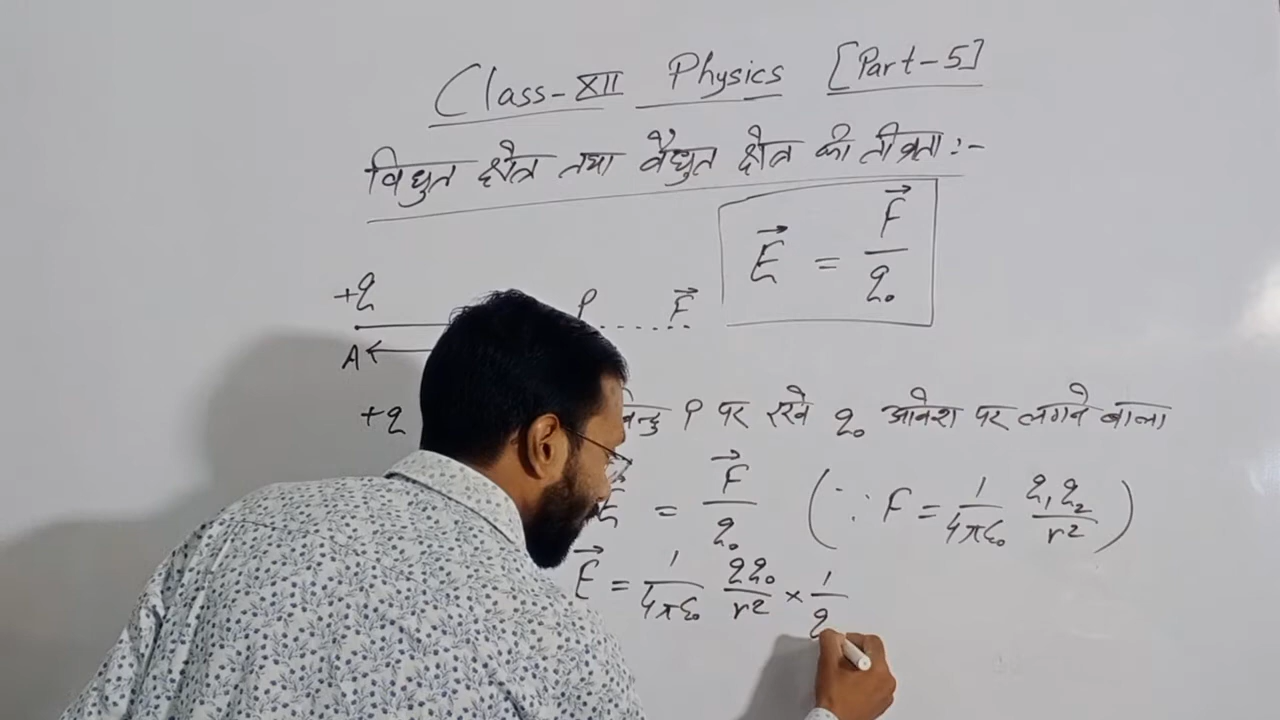 Class-XII Physics [Part-5]
विधुत क्षेत्र तथा वैधुत क्षेत्र की तीव्रता :-
E⃗ = F⃗/q₀
+q P F⃗
A ←
+q P पर रखे q₀ आवेश पर लगने वाला
= F⃗/q₀ (∵ F = 1/4πε₀ q₁q₂/r²)
E⃗ = 1/4πε₀ qq₀/r² × 1/q